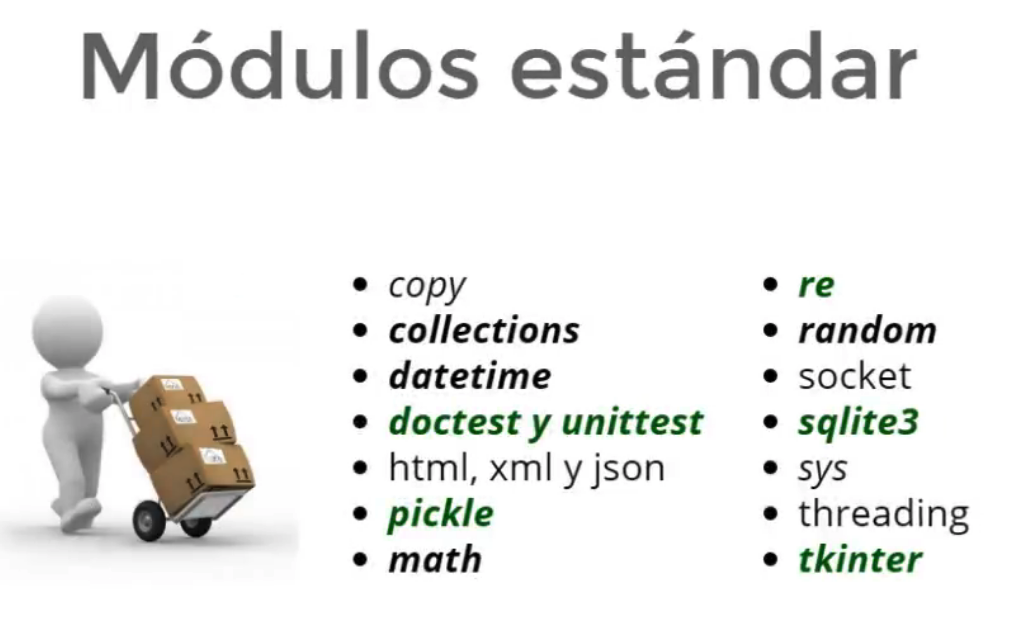 Módulos estándar
copy
collections
datetime
doctest y unittest
html, xml y json
pickle
math
re
random
socket
sqlite3
sys
threading
tkinter